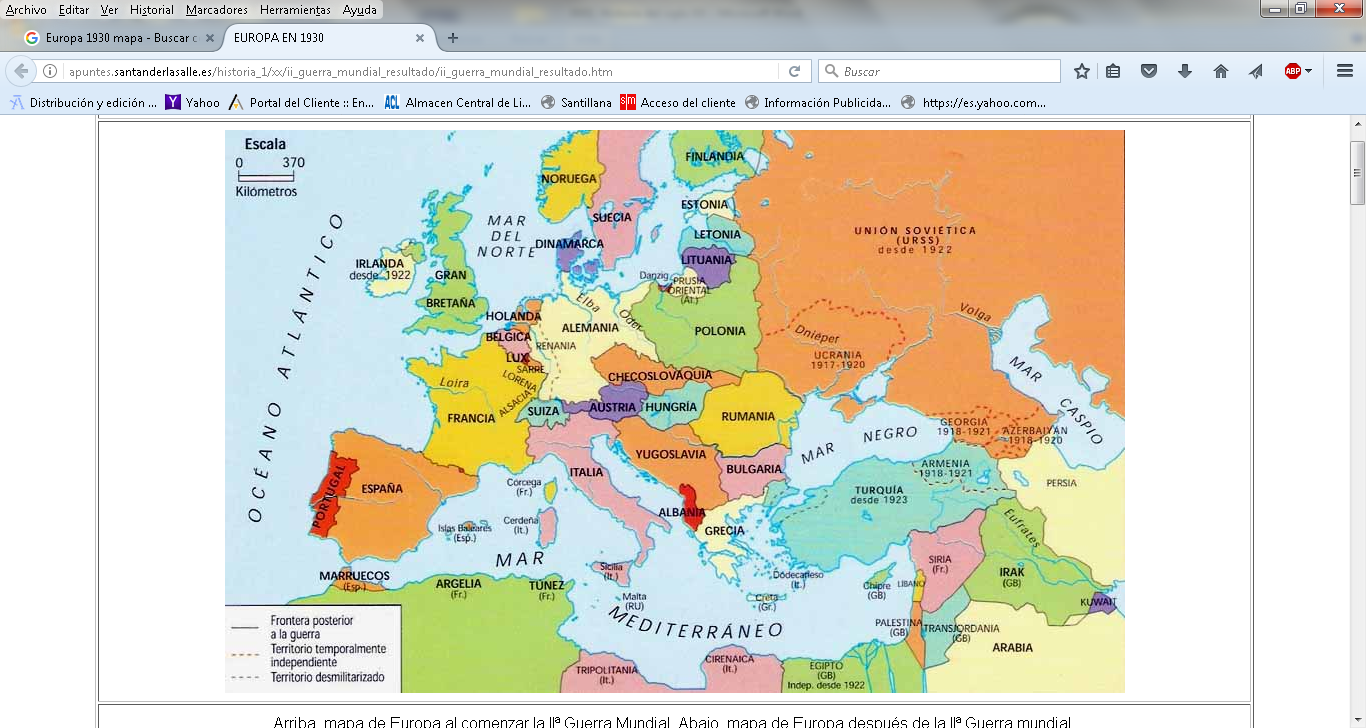 Archivo Editar Ver Historial Marcadores Herramientas Ayuda
Europa 1930 mapa - Buscar c
EUROPA EN 1930
apuntes.santanderlasalle.es/historia_1/xx/ii_guerra_mundial_resultado/ii_guerra_mundial_resultado.htm
Buscar
ABP
Distribución y edición ...
Yahoo
Portal del Cliente :: En...
ACL Almacen Central de Li...
Santillana
sm Acceso del cliente
Información Publicida...
https://es.yahoo.com...
Escala
0 370
Kilómetros
OCÉANO ATLÁNTICO
MAR
DEL
NORTE
NORUEGA
SUECIA
FINLANDIA
ESTONIA
LETONIA
LITUANIA
DINAMARCA
IRLANDA
desde 1922
GRAN
BRETAÑA
Danzig
PRUSIA
ORIENTAL
(Al.)
UNIÓN SOVIÉTICA
(URSS)
desde 1922
HOLANDA
BÉLGICA
LUX.
Elba
Oder
ALEMANIA
RENANIA
SARRE
LORENA
ALSACIA
POLONIA
Dniéper
UCRANIA
1917-1920
Volga
MAR
CASPIO
CHECOSLOVAQUIA
Loira
FRANCIA
SUIZA
AUSTRIA
HUNGRÍA
RUMANIA
MAR NEGRO
GEORGIA
1918-1921
AZERBAIYÁN
1918-1920
YUGOSLAVIA
BULGARIA
ITALIA
ALBANIA
GRECIA
ARMENIA
1918-1921
TURQUÍA
desde 1923
PERSIA
PORTUGAL
ESPAÑA
Córcega
(Fr.)
Cerdeña
(It.)
Islas Baleares
(Esp.)
MAR
MEDITERRÁNEO
Sicilia
(It.)
Malta
(RU)
Dodecaneso
(It.)
Creta
(Gr.)
Chipre
(GB)
LIBANO
SIRIA
(Fr.)
Eufrates
IRAK
(GB)
KUWAIT
PALESTINA
(GB)
TRANSJORDANIA
(GB)
ARABIA
MARRUECOS
(Esp.)
ARGELIA
(Fr.)
TÚNEZ
(Fr.)
TRIPOLITANIA
(It.)
CIRENAICA
(It.)
EGIPTO
(GB)
Indep. desde 1922
Frontera posterior
a la guerra
Territorio temporalmente
independiente
Territorio desmilitarizado
Arriba, mapa de Europa al comenzar la IIª Guerra Mundial. Abajo, mapa de Europa después de la IIª Guerra mundial